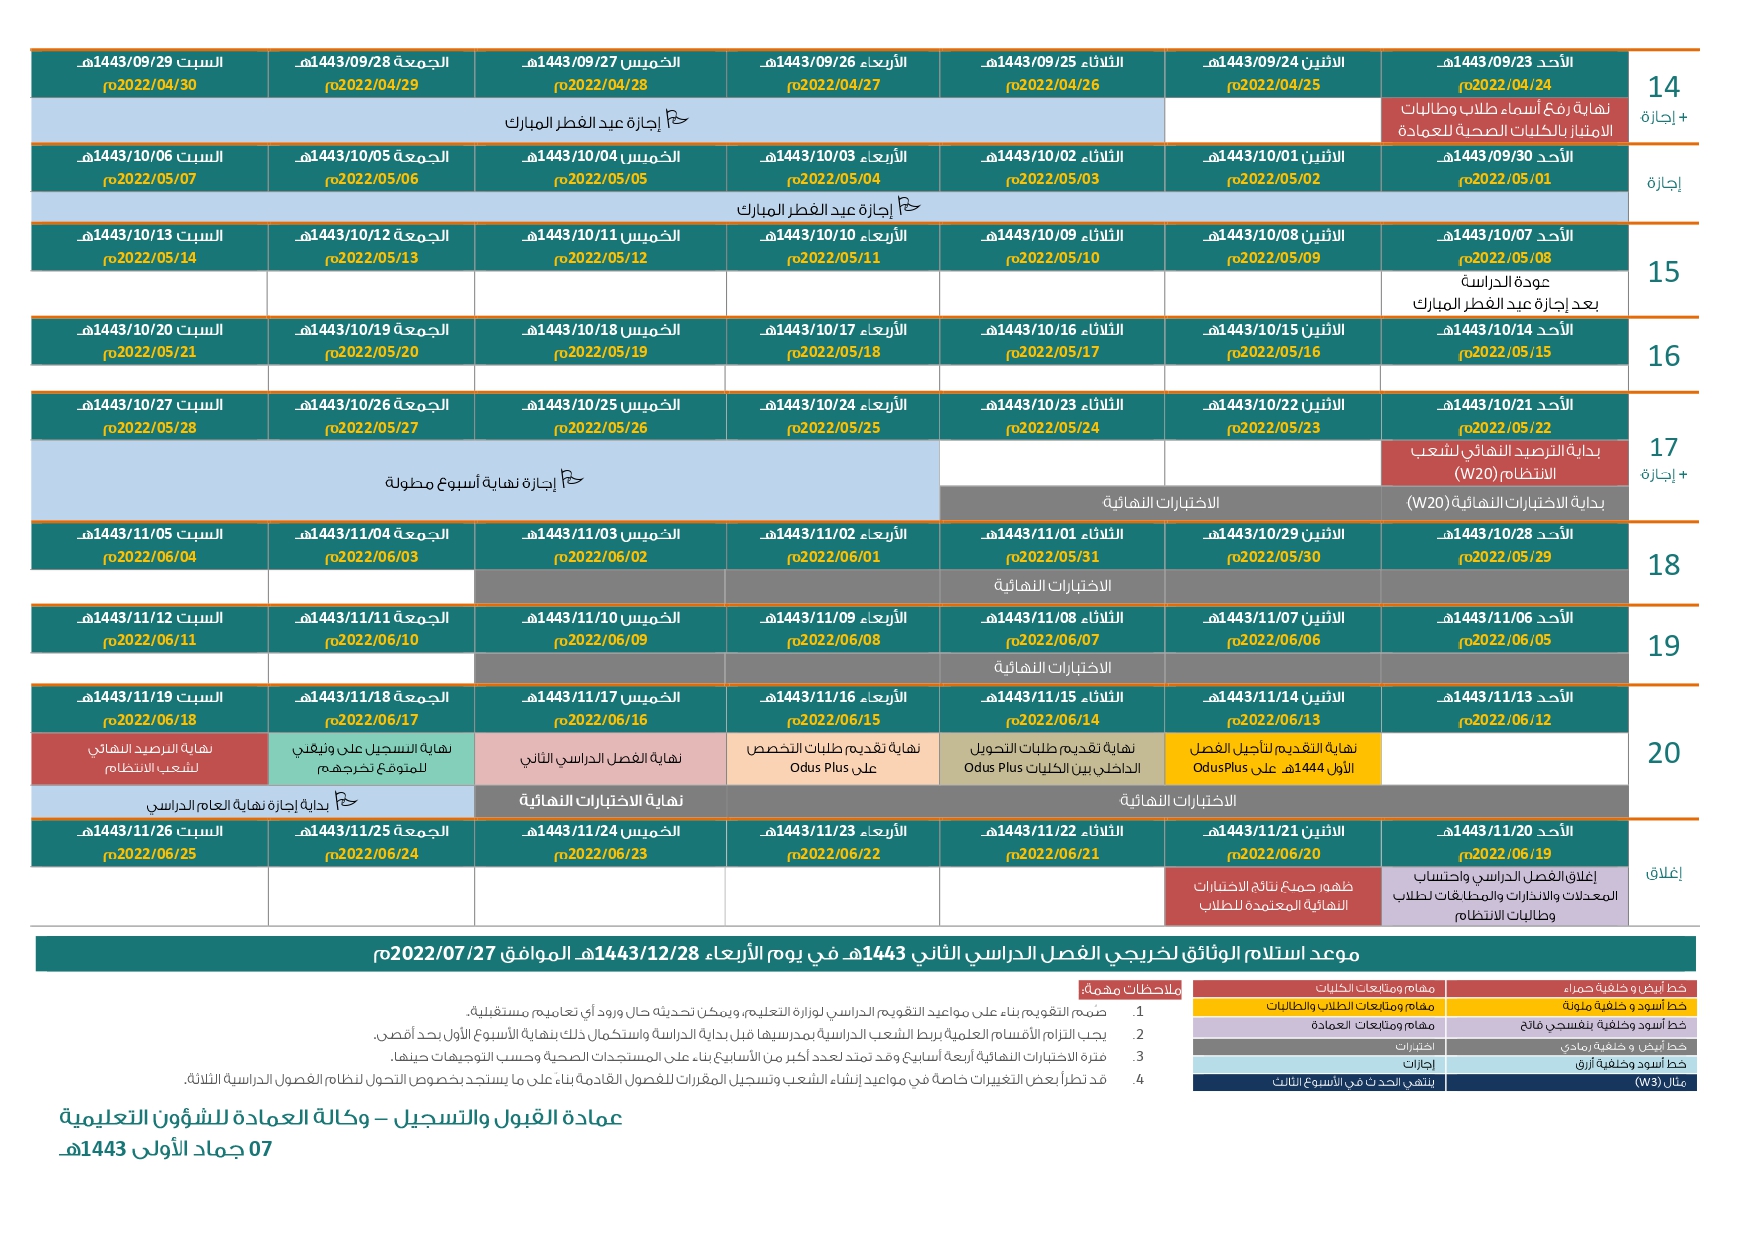 14
+ إجازة
الأحد 1443/09/23هـ
2022/04/24م
الاثنين 1443/09/24هـ
2022/04/25م
الثلاثاء 1443/09/25هـ
2022/04/26م
الأربعاء 1443/09/26هـ
2022/04/27م
الخميس 1443/09/27هـ
2022/04/28م
الجمعة 1443/09/28هـ
2022/04/29م
السبت 1443/09/29هـ
2022/04/30م
نهاية رفع أسماء طلاب وطالبات
الامتياز بالكليات الصحية للعمادة
إجازة عيد الفطر المبارك
إجازة
الأحد 1443/09/30هـ
2022/05/01م
الاثنين 1443/10/01هـ
2022/05/02م
الثلاثاء 1443/10/02هـ
2022/05/03م
الأربعاء 1443/10/03هـ
2022/05/04م
الخميس 1443/10/04هـ
2022/05/05م
الجمعة 1443/10/05هـ
2022/05/06م
السبت 1443/10/06هـ
2022/05/07م
إجازة عيد الفطر المبارك
15
الأحد 1443/10/07هـ
2022/05/08م
الاثنين 1443/10/08هـ
2022/05/09م
الثلاثاء 1443/10/09هـ
2022/05/10م
الأربعاء 1443/10/10هـ
2022/05/11م
الخميس 1443/10/11هـ
2022/05/12م
الجمعة 1443/10/12هـ
2022/05/13م
السبت 1443/10/13هـ
2022/05/14م
عودة الدراسة
بعد إجازة عيد الفطر المبارك
16
الأحد 1443/10/14هـ
2022/05/15م
الاثنين 1443/10/15هـ
2022/05/16م
الثلاثاء 1443/10/16هـ
2022/05/17م
الأربعاء 1443/10/17هـ
2022/05/18م
الخميس 1443/10/18هـ
2022/05/19م
الجمعة 1443/10/19هـ
2022/05/20م
السبت 1443/10/20هـ
2022/05/21م
17
+ إجازة
الأحد 1443/10/21هـ
2022/05/22م
الاثنين 1443/10/22هـ
2022/05/23م
الثلاثاء 1443/10/23هـ
2022/05/24م
الأربعاء 1443/10/24هـ
2022/05/25م
الخميس 1443/10/25هـ
2022/05/26م
الجمعة 1443/10/26هـ
2022/05/27م
السبت 1443/10/27هـ
2022/05/28م
بداية الترصيد النهائي لشعب
الانتظام (W20)
إجازة نهاية أسبوع مطولة
بداية الاختبارات النهائية (W20)
الاختبارات النهائية
18
الأحد 1443/10/28هـ
2022/05/29م
الاثنين 1443/10/29هـ
2022/05/30م
الثلاثاء 1443/11/01هـ
2022/05/31م
الأربعاء 1443/11/02هـ
2022/06/01م
الخميس 1443/11/03هـ
2022/06/02م
الجمعة 1443/11/04هـ
2022/06/03م
السبت 1443/11/05هـ
2022/06/04م
الاختبارات النهائية
19
الأحد 1443/11/06هـ
2022/06/05م
الاثنين 1443/11/07هـ
2022/06/06م
الثلاثاء 1443/11/08هـ
2022/06/07م
الأربعاء 1443/11/09هـ
2022/06/08م
الخميس 1443/11/10هـ
2022/06/09م
الجمعة 1443/11/11هـ
2022/06/10م
السبت 1443/11/12هـ
2022/06/11م
الاختبارات النهائية
20
الأحد 1443/11/13هـ
2022/06/12م
الاثنين 1443/11/14هـ
2022/06/13م
الثلاثاء 1443/11/15هـ
2022/06/14م
الأربعاء 1443/11/16هـ
2022/06/15م
الخميس 1443/11/17هـ
2022/06/16م
الجمعة 1443/11/18هـ
2022/06/17م
السبت 1443/11/19هـ
2022/06/18م
نهاية التقديم لتأجيل الفصل
الأول 1444هـ على OdusPlus
نهاية تقديم طلبات التحويل
الداخلي بين الكليات Odus Plus
نهاية تقديم طلبات التخصص
على Odus Plus
نهاية الفصل الدراسي الثاني
نهاية التسجيل على وثيقني
للمتوقع تخرجهم
نهاية الترصيد النهائي
لشعب الانتظام
الاختبارات النهائية
نهاية الاختبارات النهائية
بداية إجازة نهاية العام الدراسي
إغلاق
الأحد 1443/11/20هـ
2022/06/19م
الاثنين 1443/11/21هـ
2022/06/20م
الثلاثاء 1443/11/22هـ
2022/06/21م
الأربعاء 1443/11/23هـ
2022/06/22م
الخميس 1443/11/24هـ
2022/06/23م
الجمعة 1443/11/25هـ
2022/06/24م
السبت 1443/11/26هـ
2022/06/25م
إغلاق الفصل الدراسي واحتساب
المعدلات والانذارات والمطابقات لطلاب
وطالبات الانتظام
ظهور جميع نتائج الاختبارات
النهائية المعتمدة للطلاب
موعد استلام الوثائق لخريجي الفصل الدراسي الثاني 1443هـ في يوم الأربعاء 1443/12/28هـ الموافق 2022/07/27م
خط أبيض و خلفية حمراء
مهام ومتابعات الكليات
خط أسود و خلفية ملونة
مهام ومتابعات الطلاب والطالبات
خط أسود وخلفية بنفسجي فاتح
مهام ومتابعات العمادة
خط أبيض و خلفية رمادي
اختبارات
خط أسود وخلفية أزرق
إجازات
مثال (W3)
ينتهي الحدث في الأسبوع الثالث
ملاحظات مهمة:
1. صُمم التقويم بناء على مواعيد التقويم الدراسي لوزارة التعليم، ويمكن تحديثه حال ورود أي تعاميم مستقبلية.
2. يجب التزام الأقسام العلمية بربط الشعب الدراسية بمدرسيها قبل بداية الدراسة واستكمال ذلك بنهاية الأسبوع الأول بحد أقصى.
3. فترة الاختبارات النهائية أربعة أسابيع وقد تمتد لعدد أكبر من الأسابيع بناء على المستجدات الصحية وحسب التوجيهات حينها.
4. قد تطرأ بعض التغييرات خاصة في مواعيد إنشاء الشعب وتسجيل المقررات للفصول القادمة بناءً على ما يستجد بخصوص التحول لنظام الفصول الدراسية الثلاثة.
عمادة القبول والتسجيل – وكالة العمادة للشؤون التعليمية
07 جماد الأولى 1443هـ